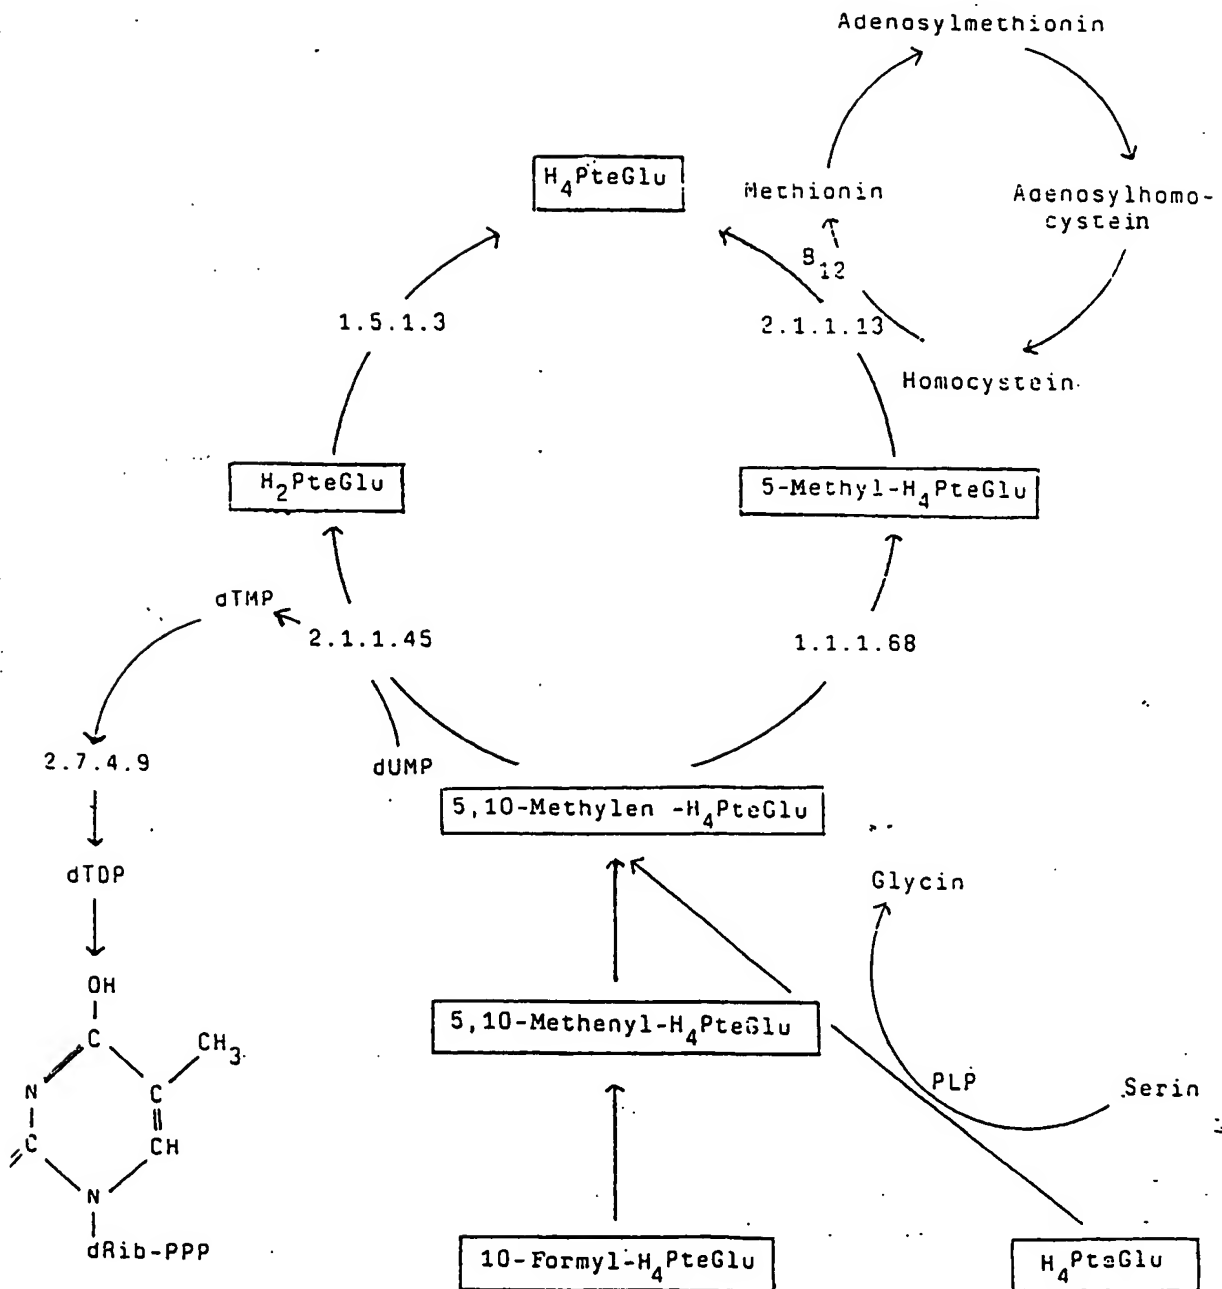 Adenosylmethionin
H4PteGlu
Methionin
Adenosylhomo-
cystein
B12
1.5.1.3
2.1.1.13
Homocystein
H2PteGlu
5-Methyl-H4PteGlu
dTMP
2.1.1.45
1.1.1.68
2.7.4.9
dUMP
5,10-Methylen -H4PteGlu
dTDP
Glycin
OH
C
CH3
5,10-Methenyl-H4PteGlu
N
C
PLP
Serin
C
CH
N
dRib-PPP
10-Formyl-H4PteGlu
H4PteGlu